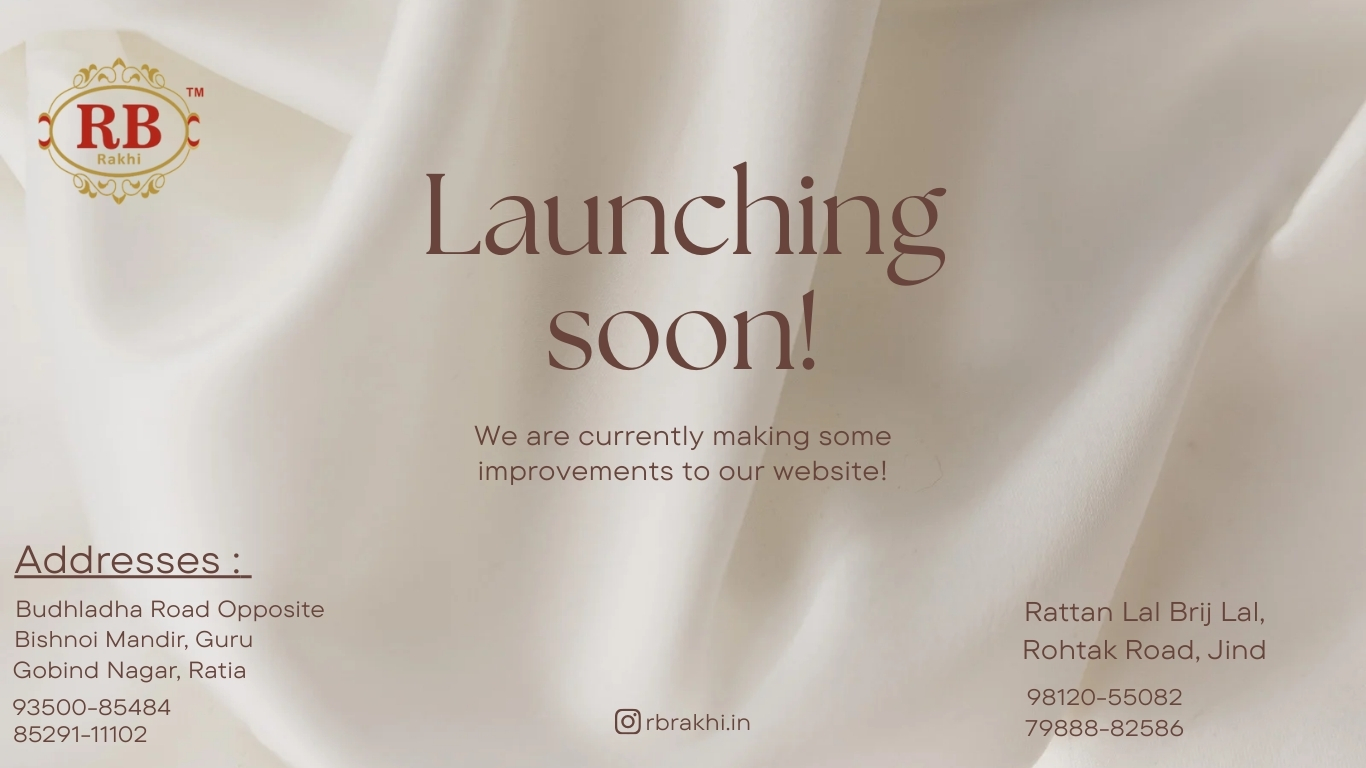 RB
TM
Rakhi
Launching
soon!
We are currently making some
improvements to our website!
Addresses :
Budhladha Road Opposite
Bishnoi Mandir, Guru
Gobind Nagar, Ratia
93500-85484
85291-11102
rbrakhi.in
Rattan Lal Brij Lal,
Rohtak Road, Jind
98120-55082
79888-82586